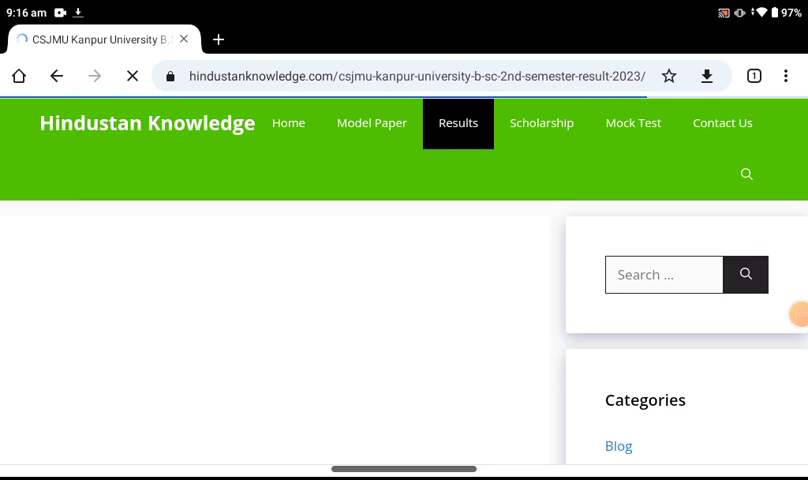 9:16 am
97%
CSJMU Kanpur University B.
hindustanknowledge.com/csjmu-kanpur-university-b-sc-2nd-semester-result-2023/
1
Hindustan Knowledge
Home
Model Paper
Results
Scholarship
Mock Test
Contact Us
Search ...
Categories
Blog